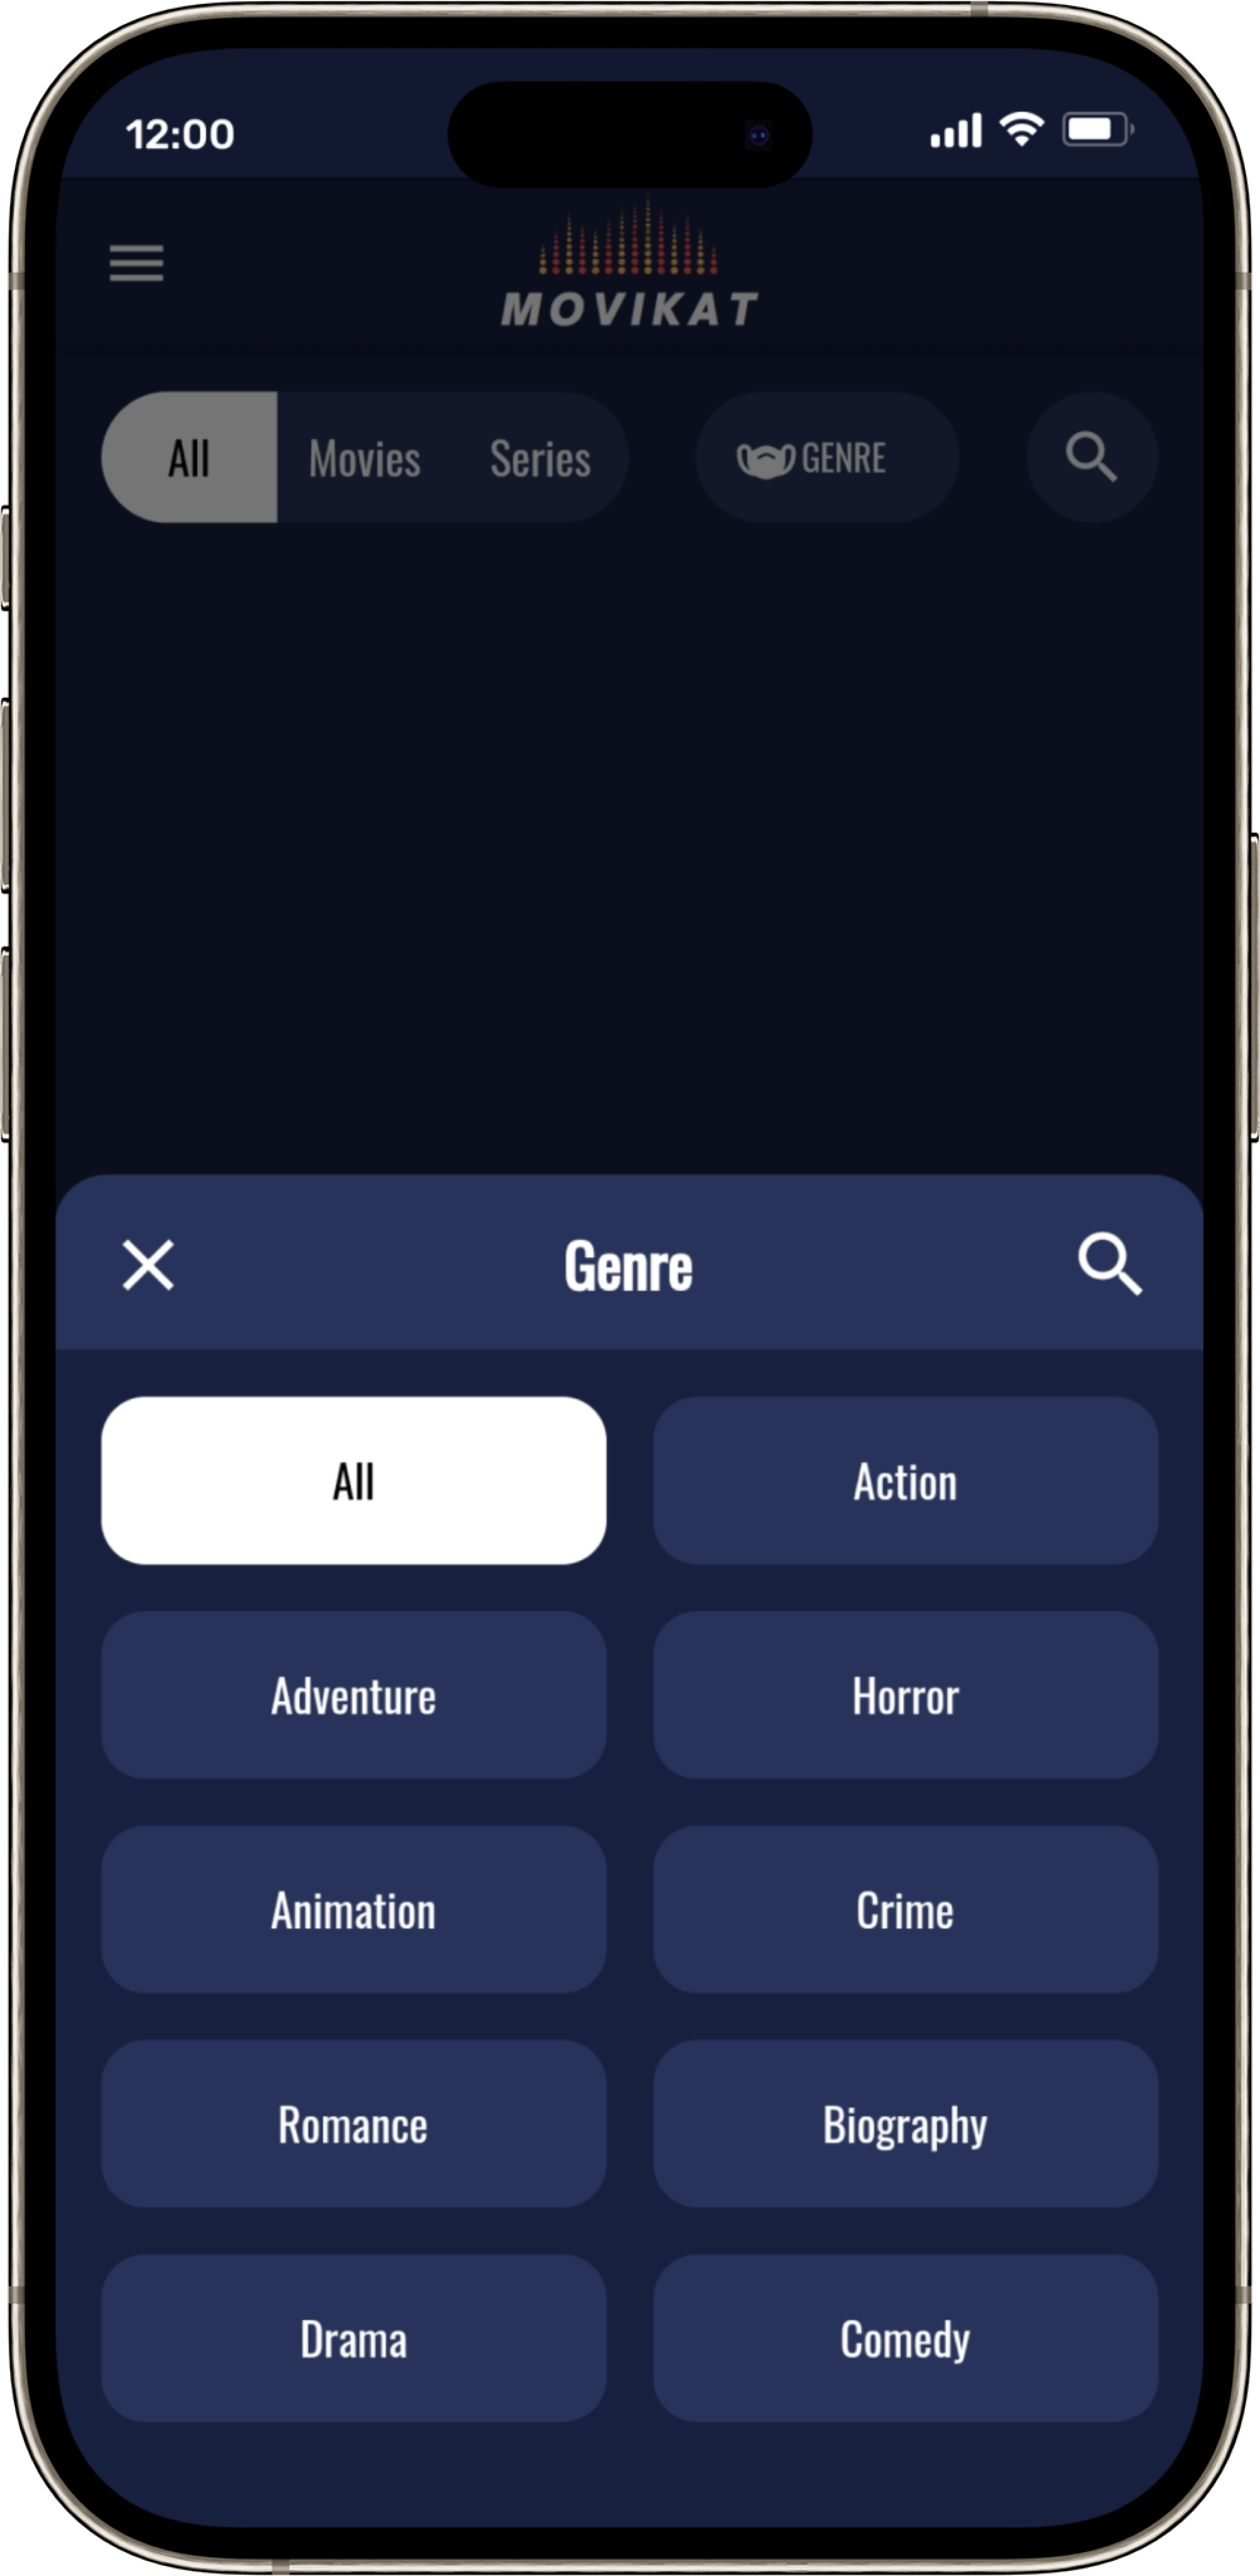 12:00
MOVIKAT
All Movies Series GENRE
Genre
All Action
Adventure Horror
Animation Crime
Romance Biography
Drama Comedy